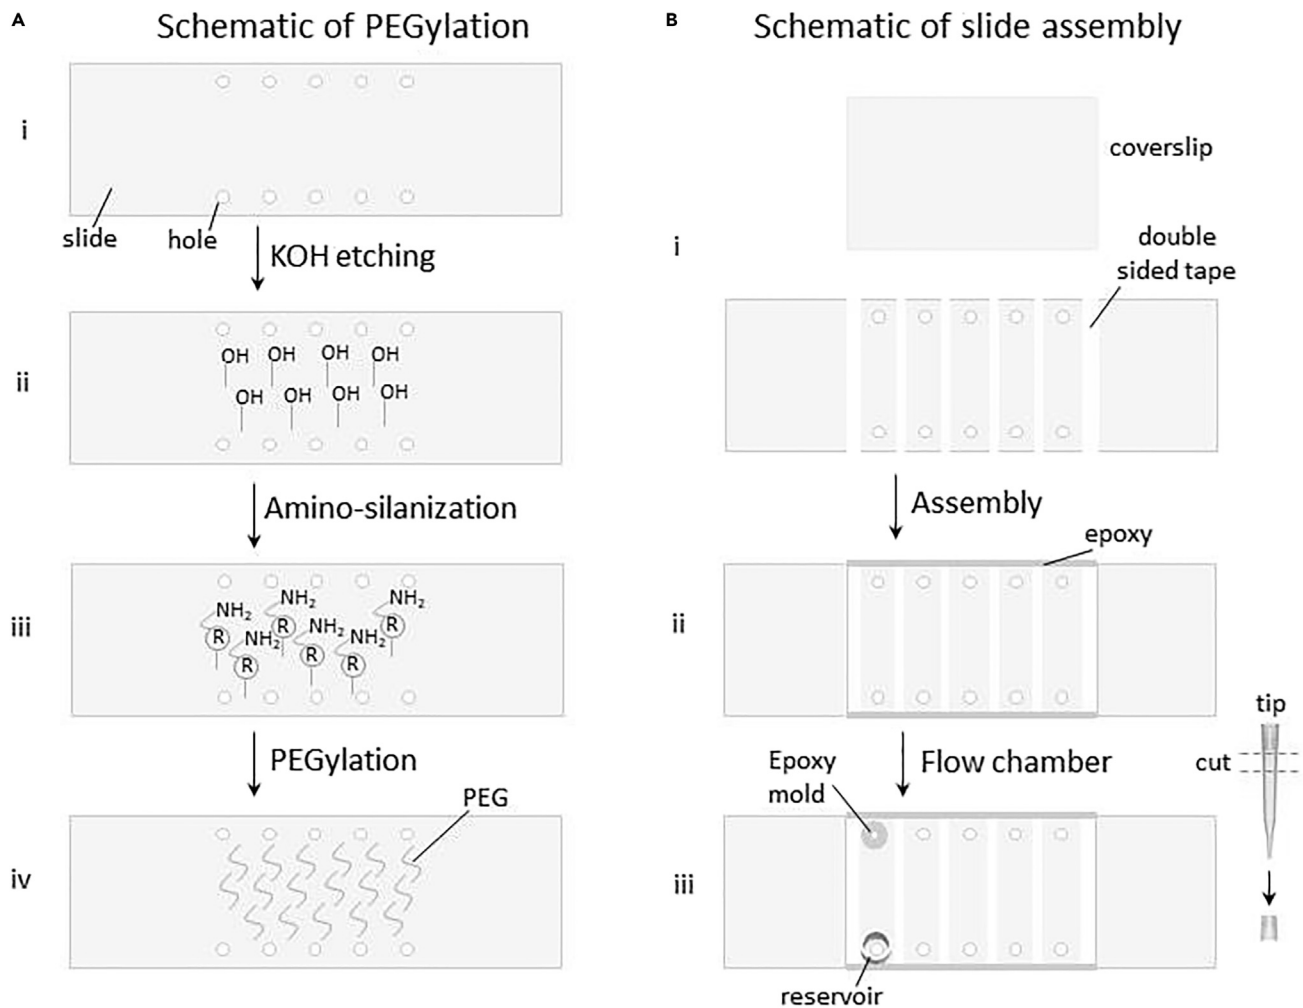 A
Schematic of PEGylation
i
slide
hole
KOH etching
ii
OH OH OH OH
OH OH OH OH
Amino-silanization
iii
NH2 NH2 NH2
NH2 NH2 NH2
R R R
R R R
PEGylation
PEG
iv
B
Schematic of slide assembly
coverslip
i
double
sided tape
Assembly
epoxy
ii
Flow chamber
tip
cut
Epoxy
mold
iii
reservoir